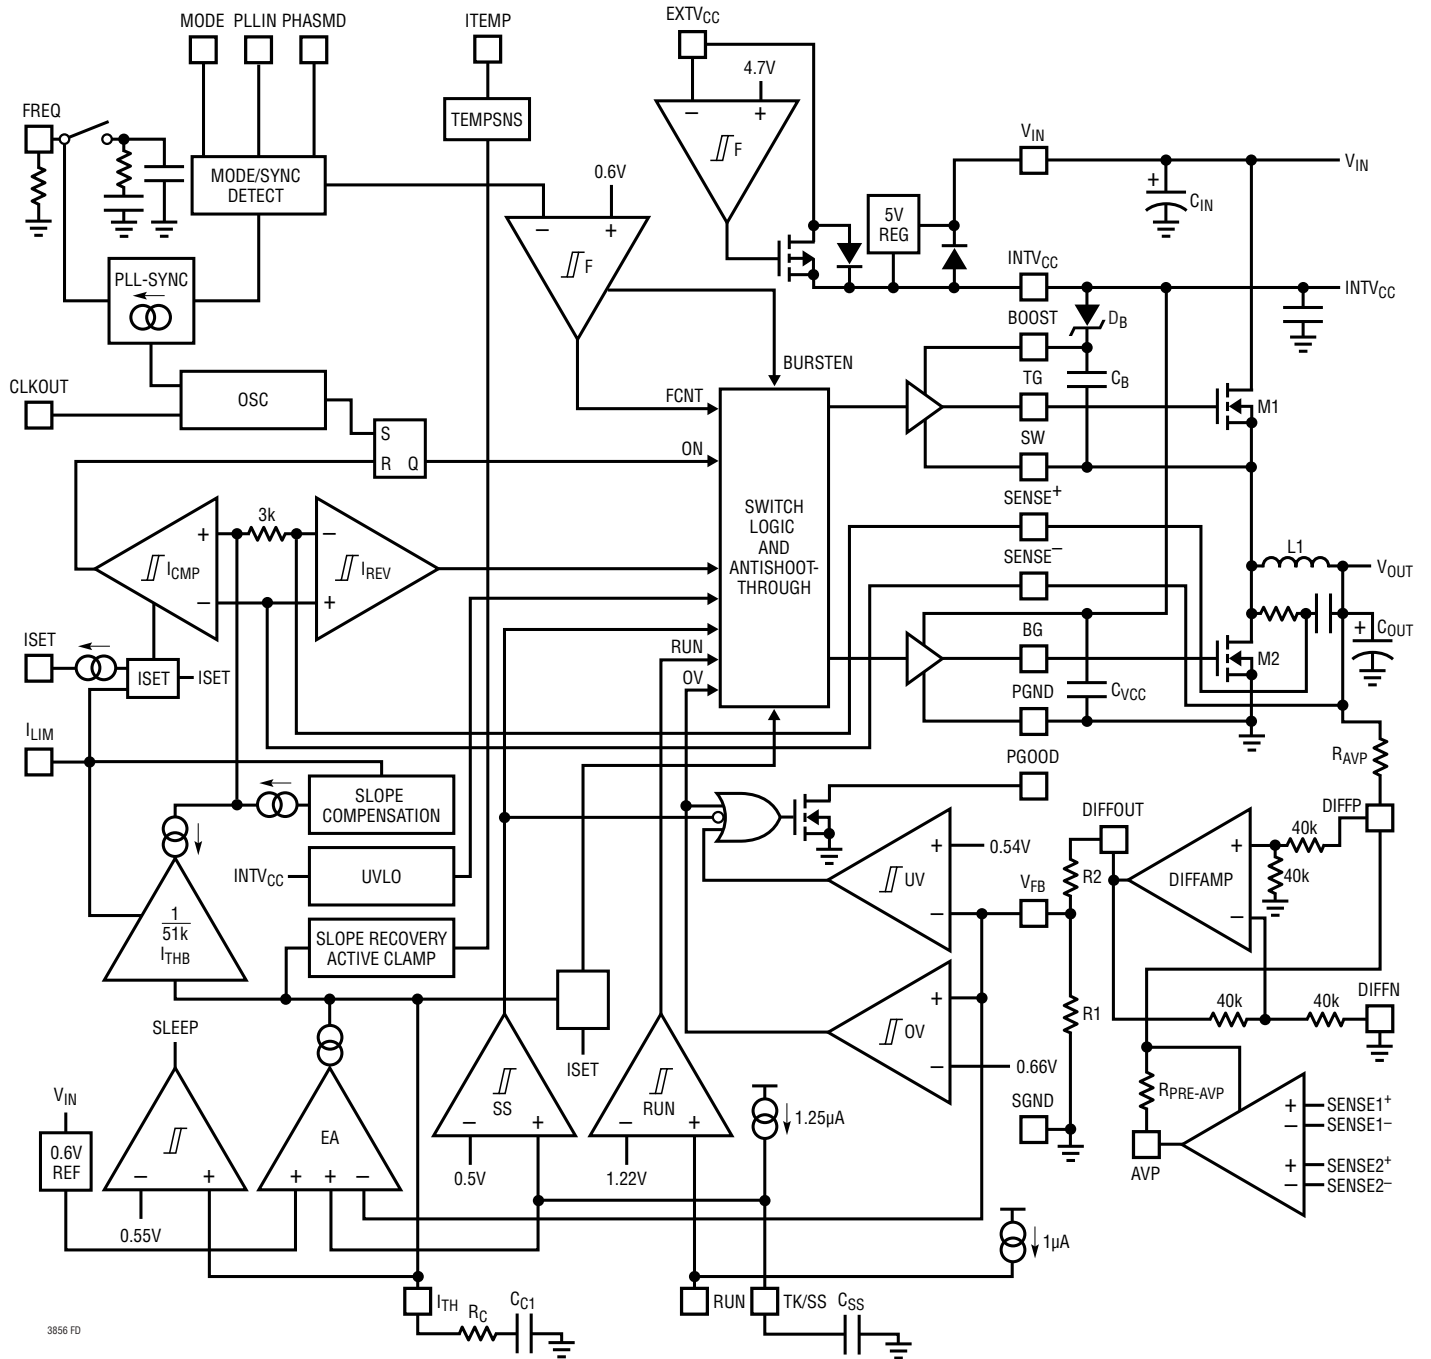 MODE PLLIN PHASMD
ITEMP
EXTVCC
4.7V
FREQ
TEMPSNS
− +
F
VIN
VIN
MODE/SYNC
DETECT
0.6V
+
CIN
5V
REG
− +
F
PLL-SYNC
INTVCC
INTVCC
BOOST
DB
CLKOUT
OSC
BURSTEN
TG
CB
FCNT
M1
S
R Q
ON
SW
SENSE+
3k
+
−
ICMP
−
+
IREV
SWITCH
LOGIC
AND
ANTISHOOT-
THROUGH
SENSE−
L1
VOUT
ISET
ISET
ISET
RUN
OV
BG
M2
+
COUT
PGND
CVCC
ILIM
PGOOD
RAVP
SLOPE
COMPENSATION
DIFFOUT
DIFFP
40k
+
−
DIFFAMP
40k
INTVCC
UVLO
+
−
UV
0.54V
VFB
R2
1
51k
ITHB
SLOPE RECOVERY
ACTIVE CLAMP
+
−
OV
0.66V
R1
40k
40k
DIFFN
SLEEP
ISET
SS
RUN
SGND
RPRE-AVP
+
−
SENSE1+
SENSE1−
+
−
SENSE2+
SENSE2−
AVP
VIN
0.6V
REF
EA
1.25µA
− +
+ + −
− +
− +
0.55V
0.5V
1.22V
1µA
ITH
RC
CC1
RUN
TK/SS
CSS
3856 FD